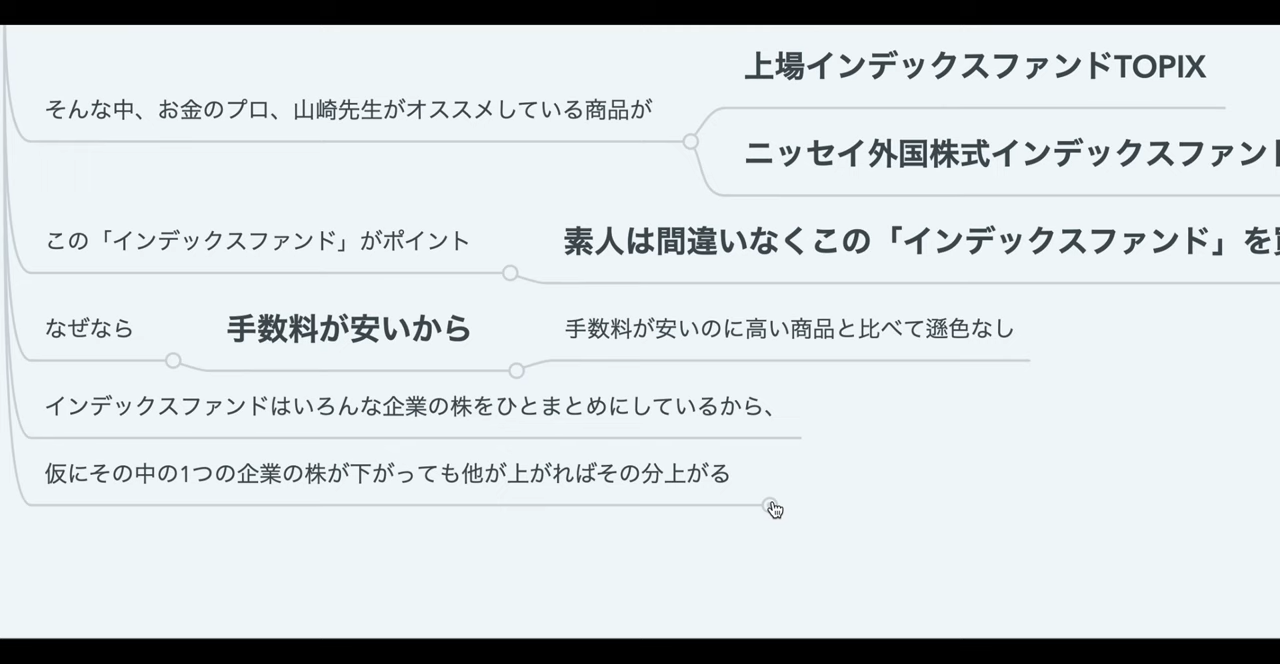 上場インデックスファンドTOPIX
そんな中、お金のプロ、山崎先生がオススメしている商品が
ニッセイ外国株式インデックスファン
この「インデックスファンド」がポイント
素人は間違いなくこの「インデックスファンド」を
なぜなら
手数料が安いから
手数料が安いのに高い商品と比べて遜色なし
インデックスファンドはいろんな企業の株をひとまとめにしているから、
仮にその中の1つの企業の株が下がっても他が上がればその分上がる